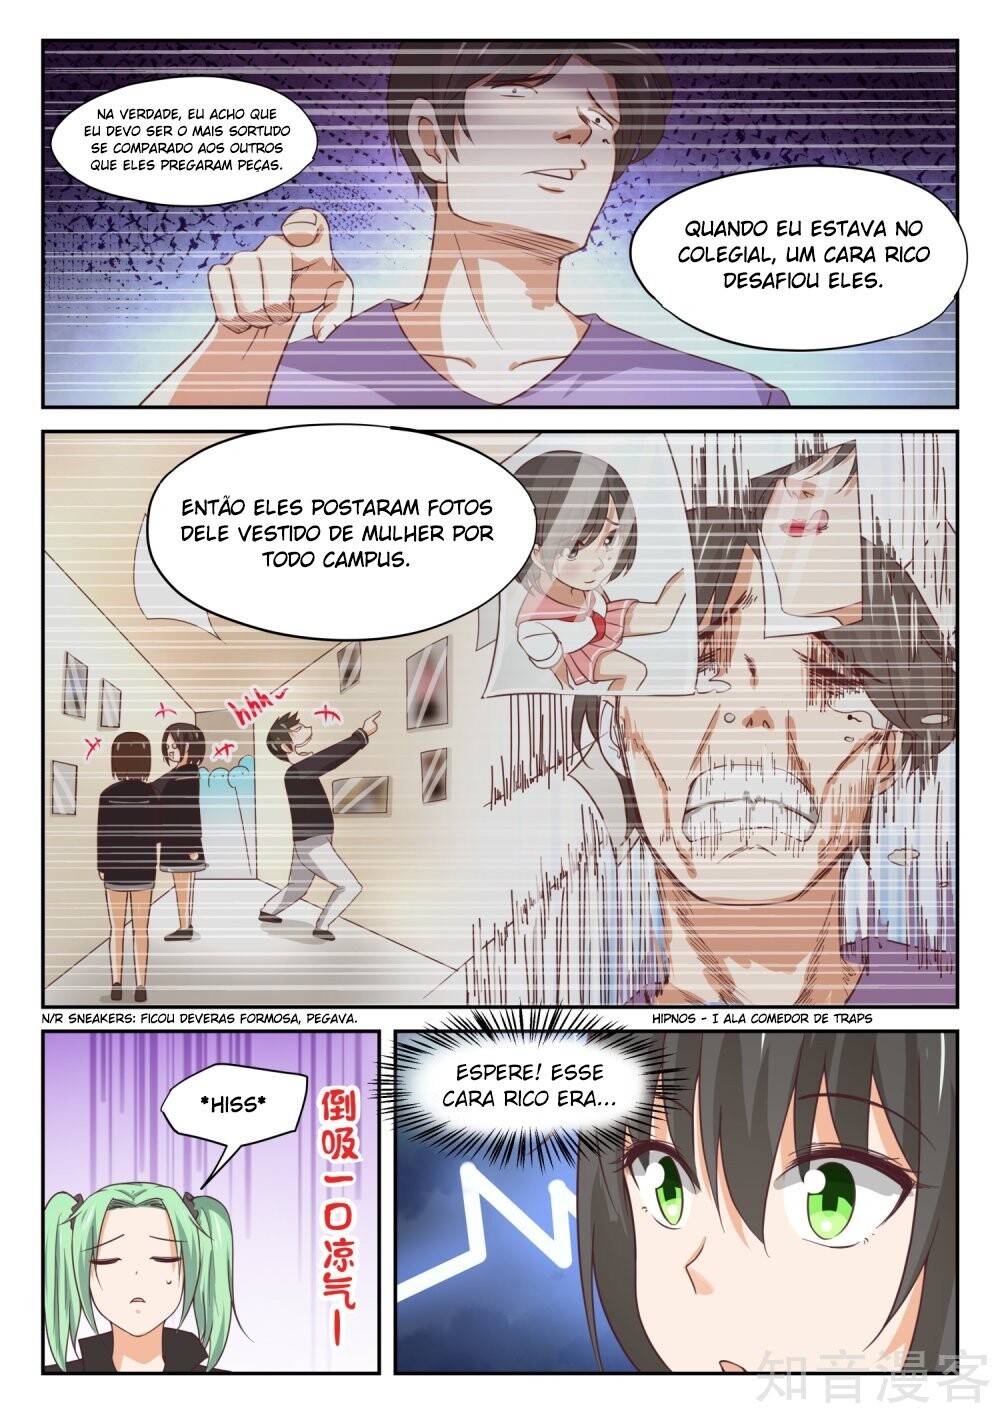 NA VERDADE, EU ACHO QUE
EU DEVO SER O MAIS SORTUDO
SE COMPARADO AOS OUTROS
QUE ELES PREGARAM PEÇAS.
QUANDO EU ESTAVA NO
COLEGIAL, UM CARA RICO
DESAFIOU ELES.
ENTÃO ELES POSTARAM FOTOS
DELE VESTIDO DE MULHER POR
TODO CAMPUS.
hhh~
N/R SNEAKERS: FICOU DEVERAS FORMOSA, PEGAVA.
HIPNOS - I ALA COMEDOR DE TRAPS
*HISS*
倒吸一口凉气一
ESPERE! ESSE
CARA RICO ERA...
知音漫客